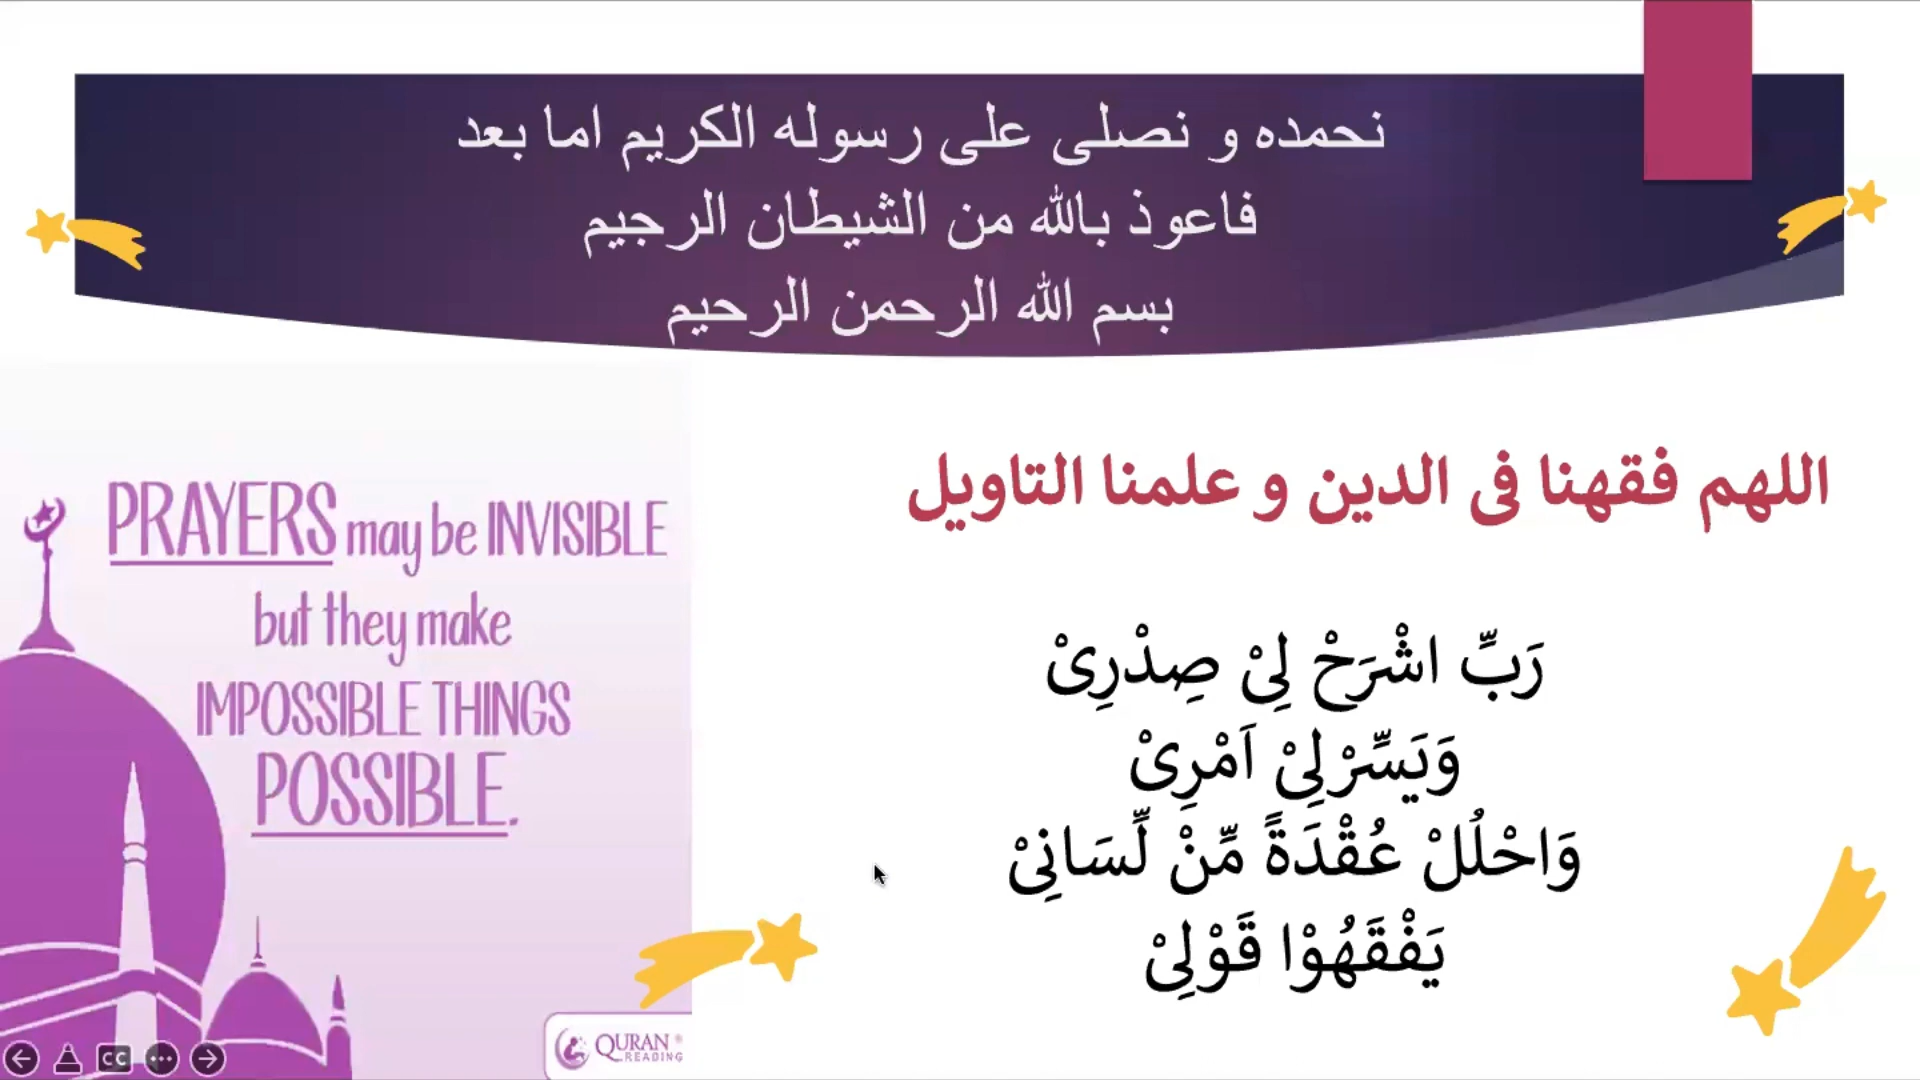 نحمده و نصلی علی رسوله الکریم اما بعد
فاعوذ بالله من الشیطان الرجیم
بسم الله الرحمن الرحیم
اللهم فقهنا فی الدین و علمنا التاویل
رَبِّ اشْرَحْ لِیْ صِدْرِیْ
وَیَسِّرْلِیْ اَمْرِیْ
وَاحْلُلْ عُقْدَةً مِّنْ لِّسَانِیْ
یَفْقَهُوْا قَوْلِیْ
PRAYERS may be INVISIBLE
but they make
IMPOSSIBLE THINGS
POSSIBLE.
QURAN ®
READING
CC